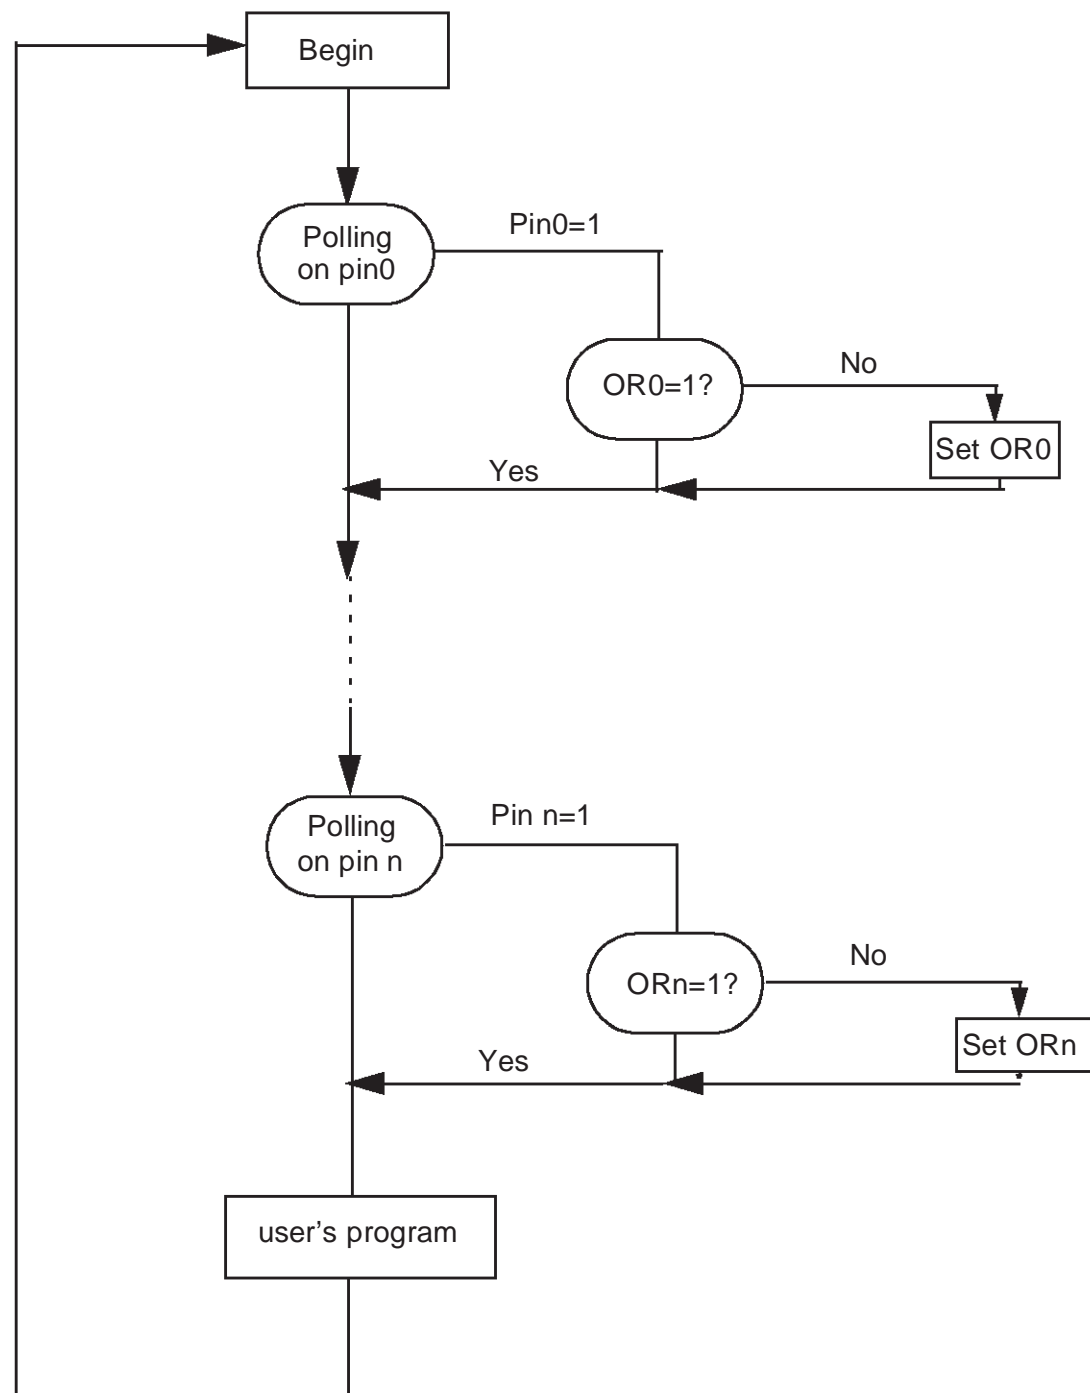 Begin
Polling
on pin0
Pin0=1
OR0=1?
No
Set OR0
Yes
Polling
on pin n
Pin n=1
ORn=1?
No
Set ORn
Yes
user’s program